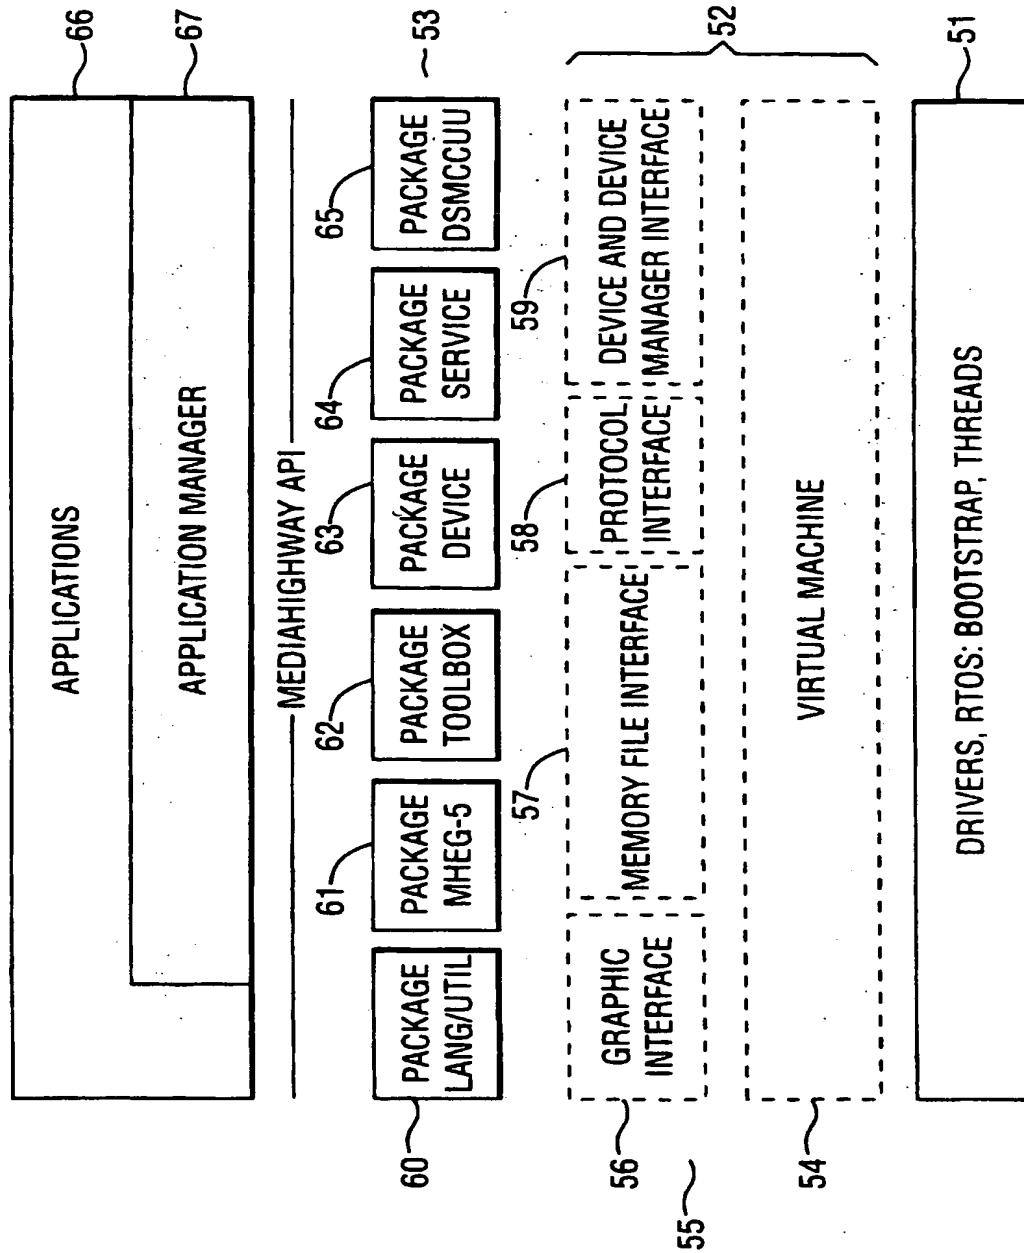 66
APPLICATIONS
67
APPLICATION MANAGER
MEDIAHIGHWAY API
53
60
PACKAGE
LANG/UTIL
61
PACKAGE
MHEG-5
62
PACKAGE
TOOLBOX
63
PACKAGE
DEVICE
64
PACKAGE
SERVICE
65
PACKAGE
DSMCCUU
52
55
56
GRAPHIC
INTERFACE
57
MEMORY FILE INTERFACE
58
PROTOCOL
INTERFACE
59
DEVICE AND DEVICE
MANAGER INTERFACE
54
VIRTUAL MACHINE
51
DRIVERS, RTOS: BOOTSTRAP, THREADS